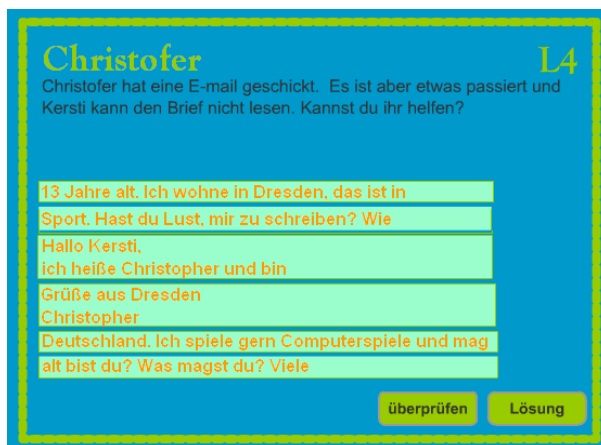 Christofer
L4
Christofer hat eine E-mail geschickt. Es ist aber etwas passiert und
Kersti kann den Brief nicht lesen. Kannst du ihr helfen?
13 Jahre alt. Ich wohne in Dresden, das ist in
Sport. Hast du Lust, mir zu schreiben? Wie
Hallo Kersti,
ich heiße Christopher und bin
Grüße aus Dresden
Christopher
Deutschland. Ich spiele gern Computerspiele und mag
alt bist du? Was magst du? Viele
überprüfen
Lösung